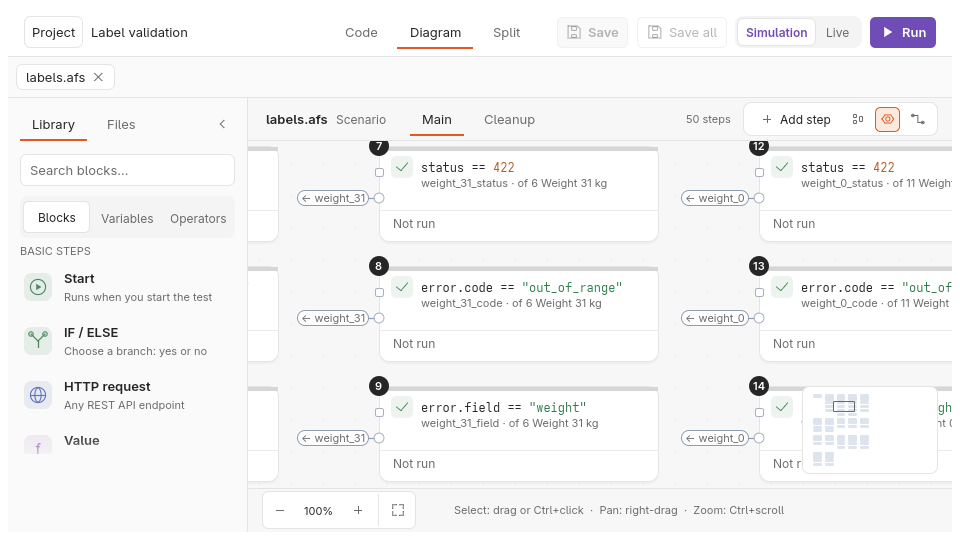 Project Label validation Code Diagram Split Save Save all Simulation Live Run
labels.afs
Library Files
Search blocks...
Blocks Variables Operators
BASIC STEPS
Start
Runs when you start the test
IF / ELSE
Choose a branch: yes or no
HTTP request
Any REST API endpoint
Value
labels.afs Scenario Main Cleanup 50 steps Add step
7
status == 422
weight_31_status · of 6 Weight 31 kg
← weight_31
Not run
12
status == 422
weight_0_status · of 11 Weight
← weight_0
Not run
8
error.code == "out_of_range"
weight_31_code · of 6 Weight 31 kg
← weight_31
Not run
13
error.code == "out_of
weight_0_code · of 11 Weight
← weight_0
Not run
9
error.field == "weight"
weight_31_field · of 6 Weight 31 kg
← weight_31
Not run
14
← weight_0
Not r
100%
Select: drag or Ctrl+click · Pan: right-drag · Zoom: Ctrl+scroll